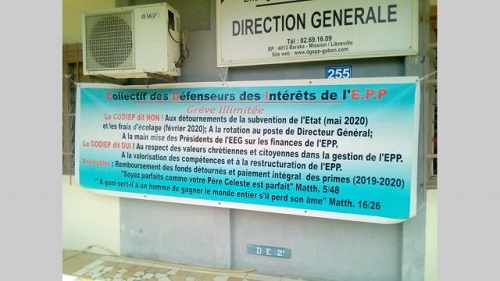 DIRECTION GENERALE
Tél : 02.69.16.09
BP : 4013 Baraka - Mission / Libreville
Site web : www.dgepp-gabon.com
255
Collectif des Défenseurs des Intérêts de l'E.P.P
Grève Illimitée
Le CODIEP dit NON ! Aux détournements de la subvention de l'Etat (mai 2020)
et les frais d'écolage (février 2020); A la rotation au poste de Directeur Général;
A la main mise des Présidents de l'EEG sur les finances de l'EPP.
Le CODIEP dit OUI ! Au respect des valeurs chrétiennes et citoyennes dans la gestion de l'EPP.
A la valorisation des compétences et à la restructuration de l'EPP.
Préalables : Remboursement des fonds détournés et paiement intégral des primes (2019-2020)
"Soyez parfaits comme votre Père Celeste est parfait" Matth. 5/48
" A quoi sert-il à un homme de gagner le monde entier s'il perd son âme" Matth. 16/26